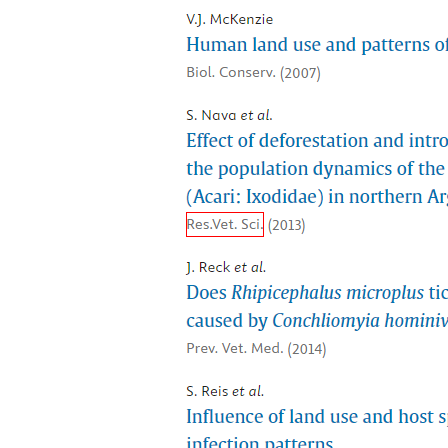 V.J. McKenzie
Human land use and patterns of
Biol. Conserv. (2007)
S. Nava et al.
Effect of deforestation and intro
the population dynamics of the
(Acari: Ixodidae) in northern Ar
Res.Vet. Sci. (2013)
J. Reck et al.
Does Rhipicephalus microplus tic
caused by Conchliomyia hominiv
Prev. Vet. Med. (2014)
S. Reis et al.
Influence of land use and host s
infection patterns